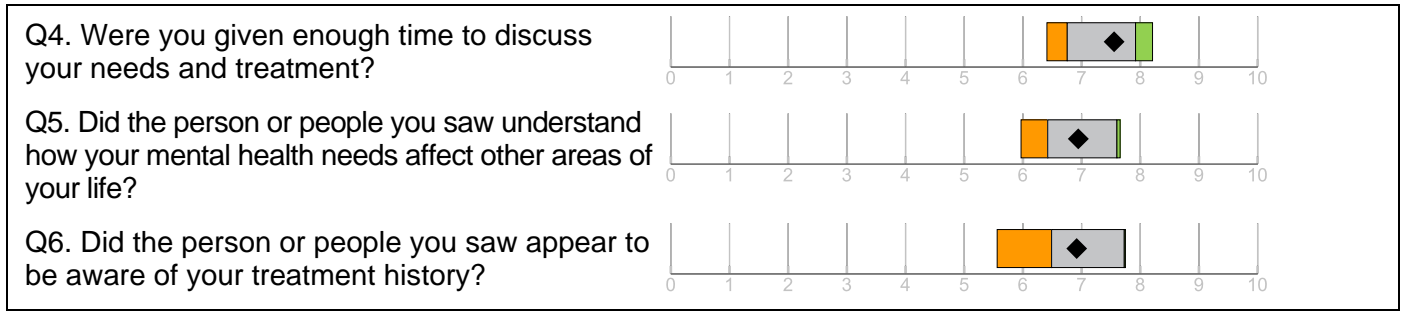 Q4. Were you given enough time to discuss
your needs and treatment?
0 1 2 3 4 5 6 7 8 9 10
Q5. Did the person or people you saw understand
how your mental health needs affect other areas of
your life?
0 1 2 3 4 5 6 7 8 9 10
Q6. Did the person or people you saw appear to
be aware of your treatment history?
0 1 2 3 4 5 6 7 8 9 10